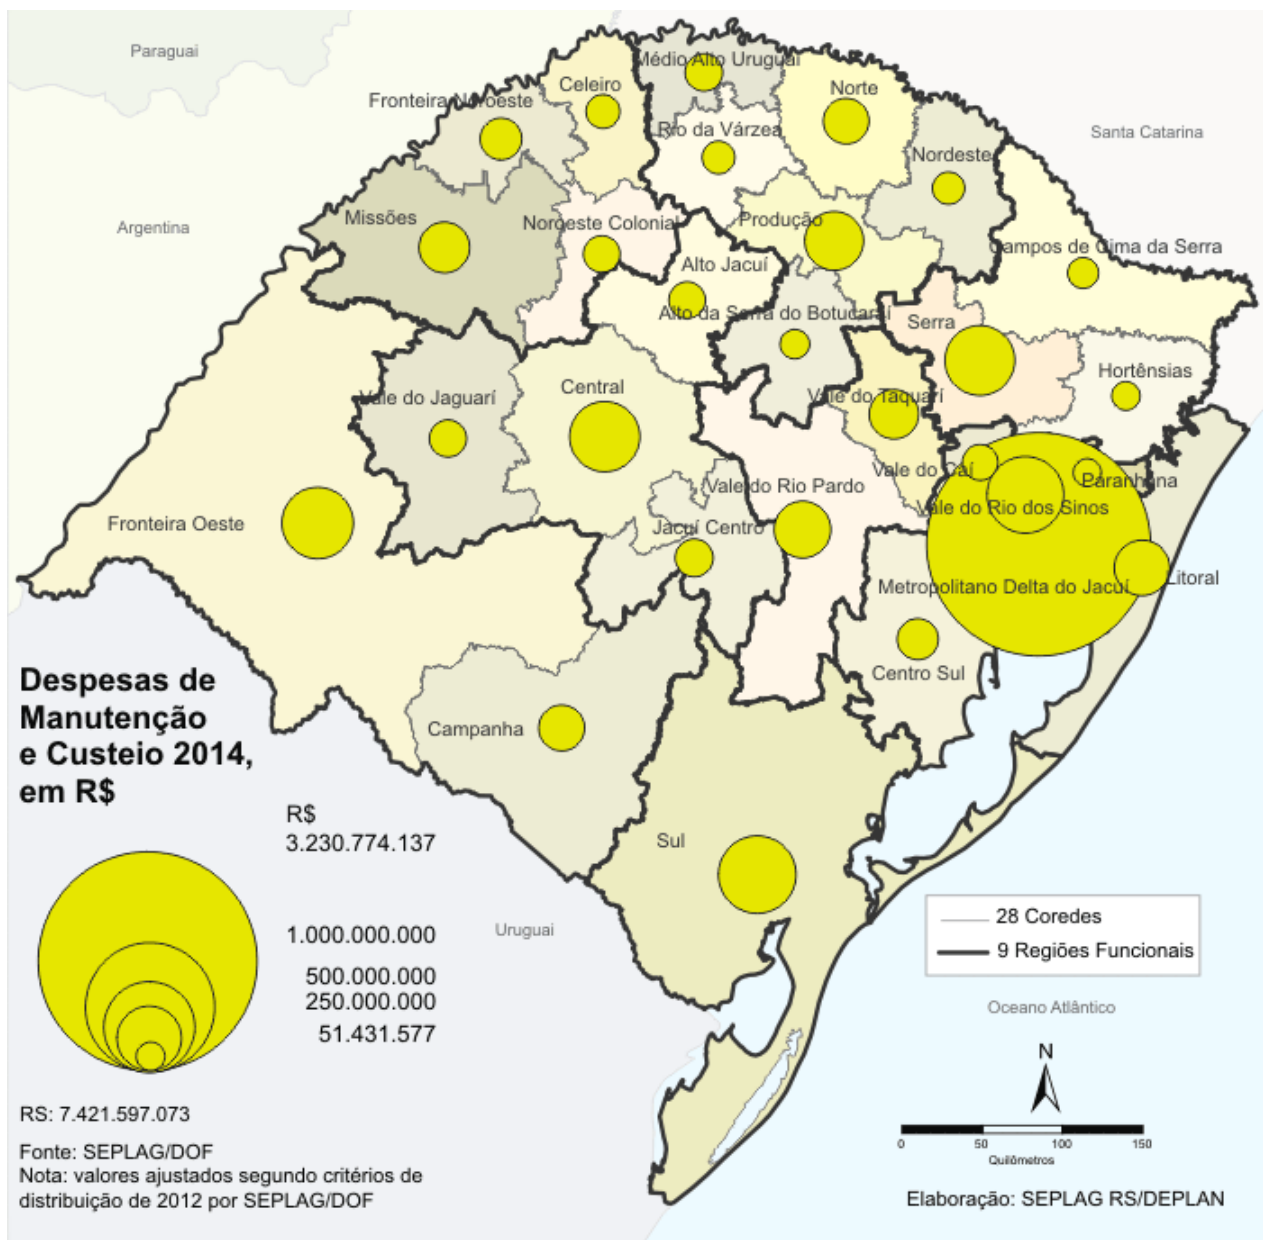 Paraguai
Médio Alto Uruguai
Celeiro
Norte
Fronteira Noroeste
Rio da Várzea
Santa Catarina
Nordeste
Missões
Argentina
Noroeste Colonial
Produção
Campos de Cima da Serra
Alto Jacuí
Alto da Serra do Botucaraí
Serra
Hortênsias
Central
Vale do Jaguarí
Vale do Taquarí
Vale do Caí
Paranhana
Vale do Rio Pardo
Vale do Rio dos Sinos
Fronteira Oeste
Jacuí Centro
Litoral
Metropolitano Delta do Jacuí
Centro Sul
Campanha
Sul
Uruguai
Despesas de
Manutenção
e Custeio 2014,
em R$
R$
3.230.774.137
1.000.000.000
500.000.000
250.000.000
51.431.577
RS: 7.421.597.073
Fonte: SEPLAG/DOF
Nota: valores ajustados segundo critérios de
distribuição de 2012 por SEPLAG/DOF
28 Coredes
9 Regiões Funcionais
Oceano Atlântico
N
0 50 100 150
Quilômetros
Elaboração: SEPLAG RS/DEPLAN